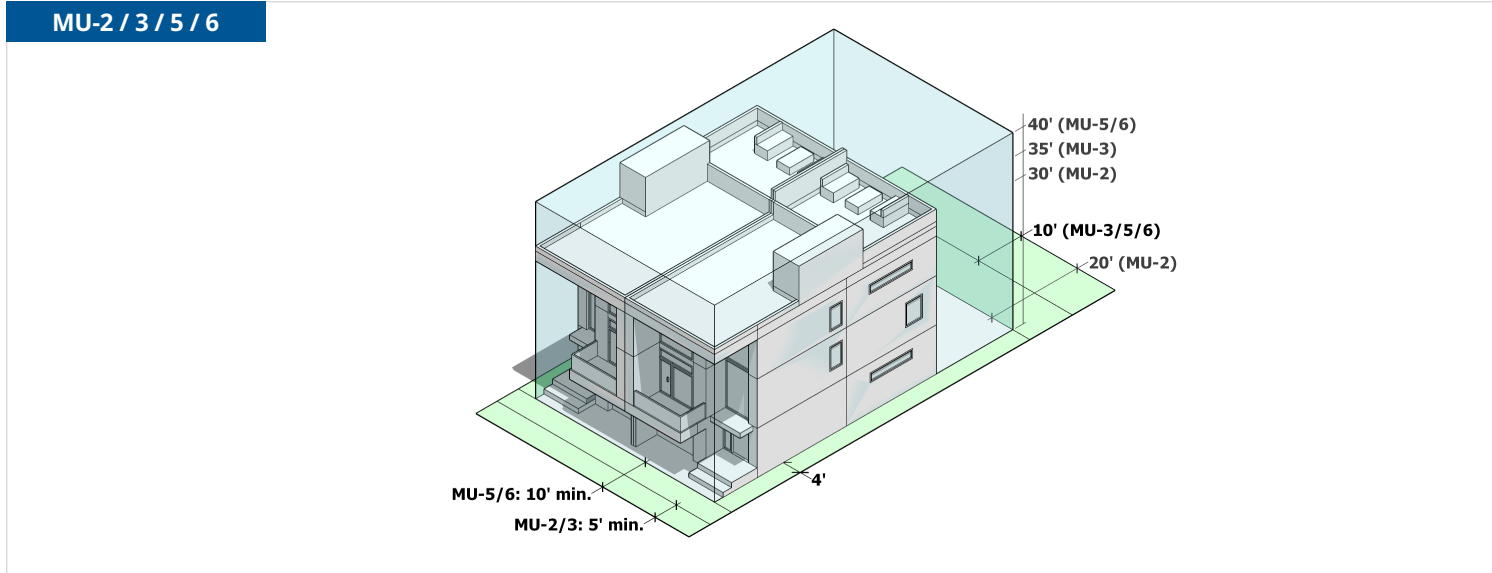 MU-2 / 3 / 5 / 6
40' (MU-5/6)
35' (MU-3)
30' (MU-2)
10' (MU-3/5/6)
20' (MU-2)
4'
MU-5/6: 10' min.
MU-2/3: 5' min.